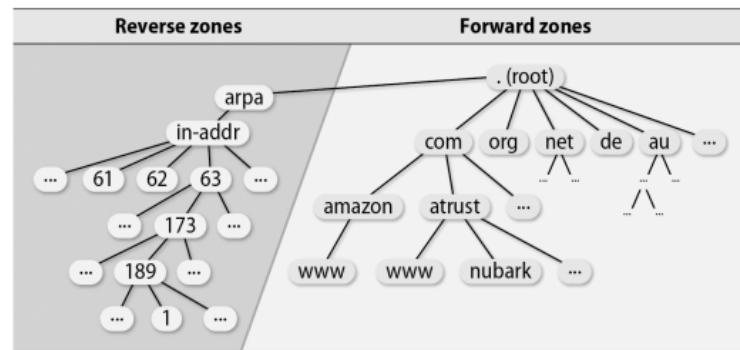 Reverse zones Forward zones
. (root)
arpa
in-addr com org net de au ...
... 61 62 63 ... ... ... ... ...
... 173 ... amazon atrust ... ... ...
... 189 ... www www nubark ...
... 1 ...